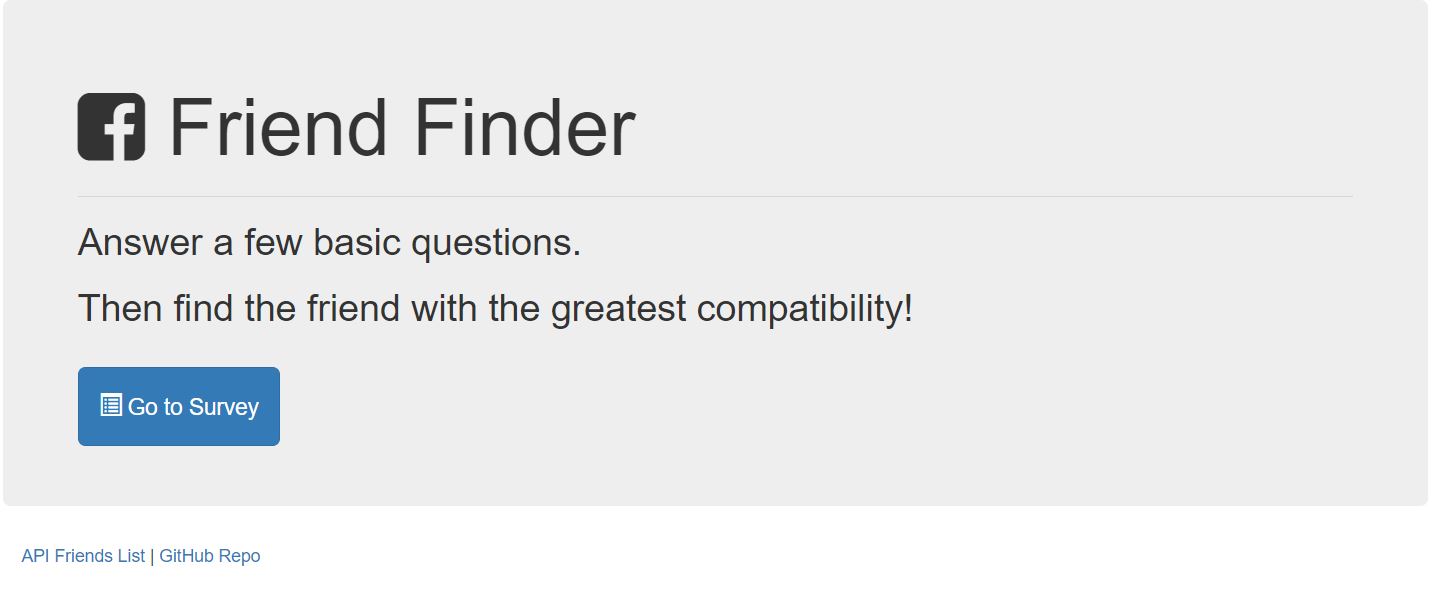 Friend Finder
Answer a few basic questions.
Then find the friend with the greatest compatibility!
Go to Survey
API Friends List | GitHub Repo